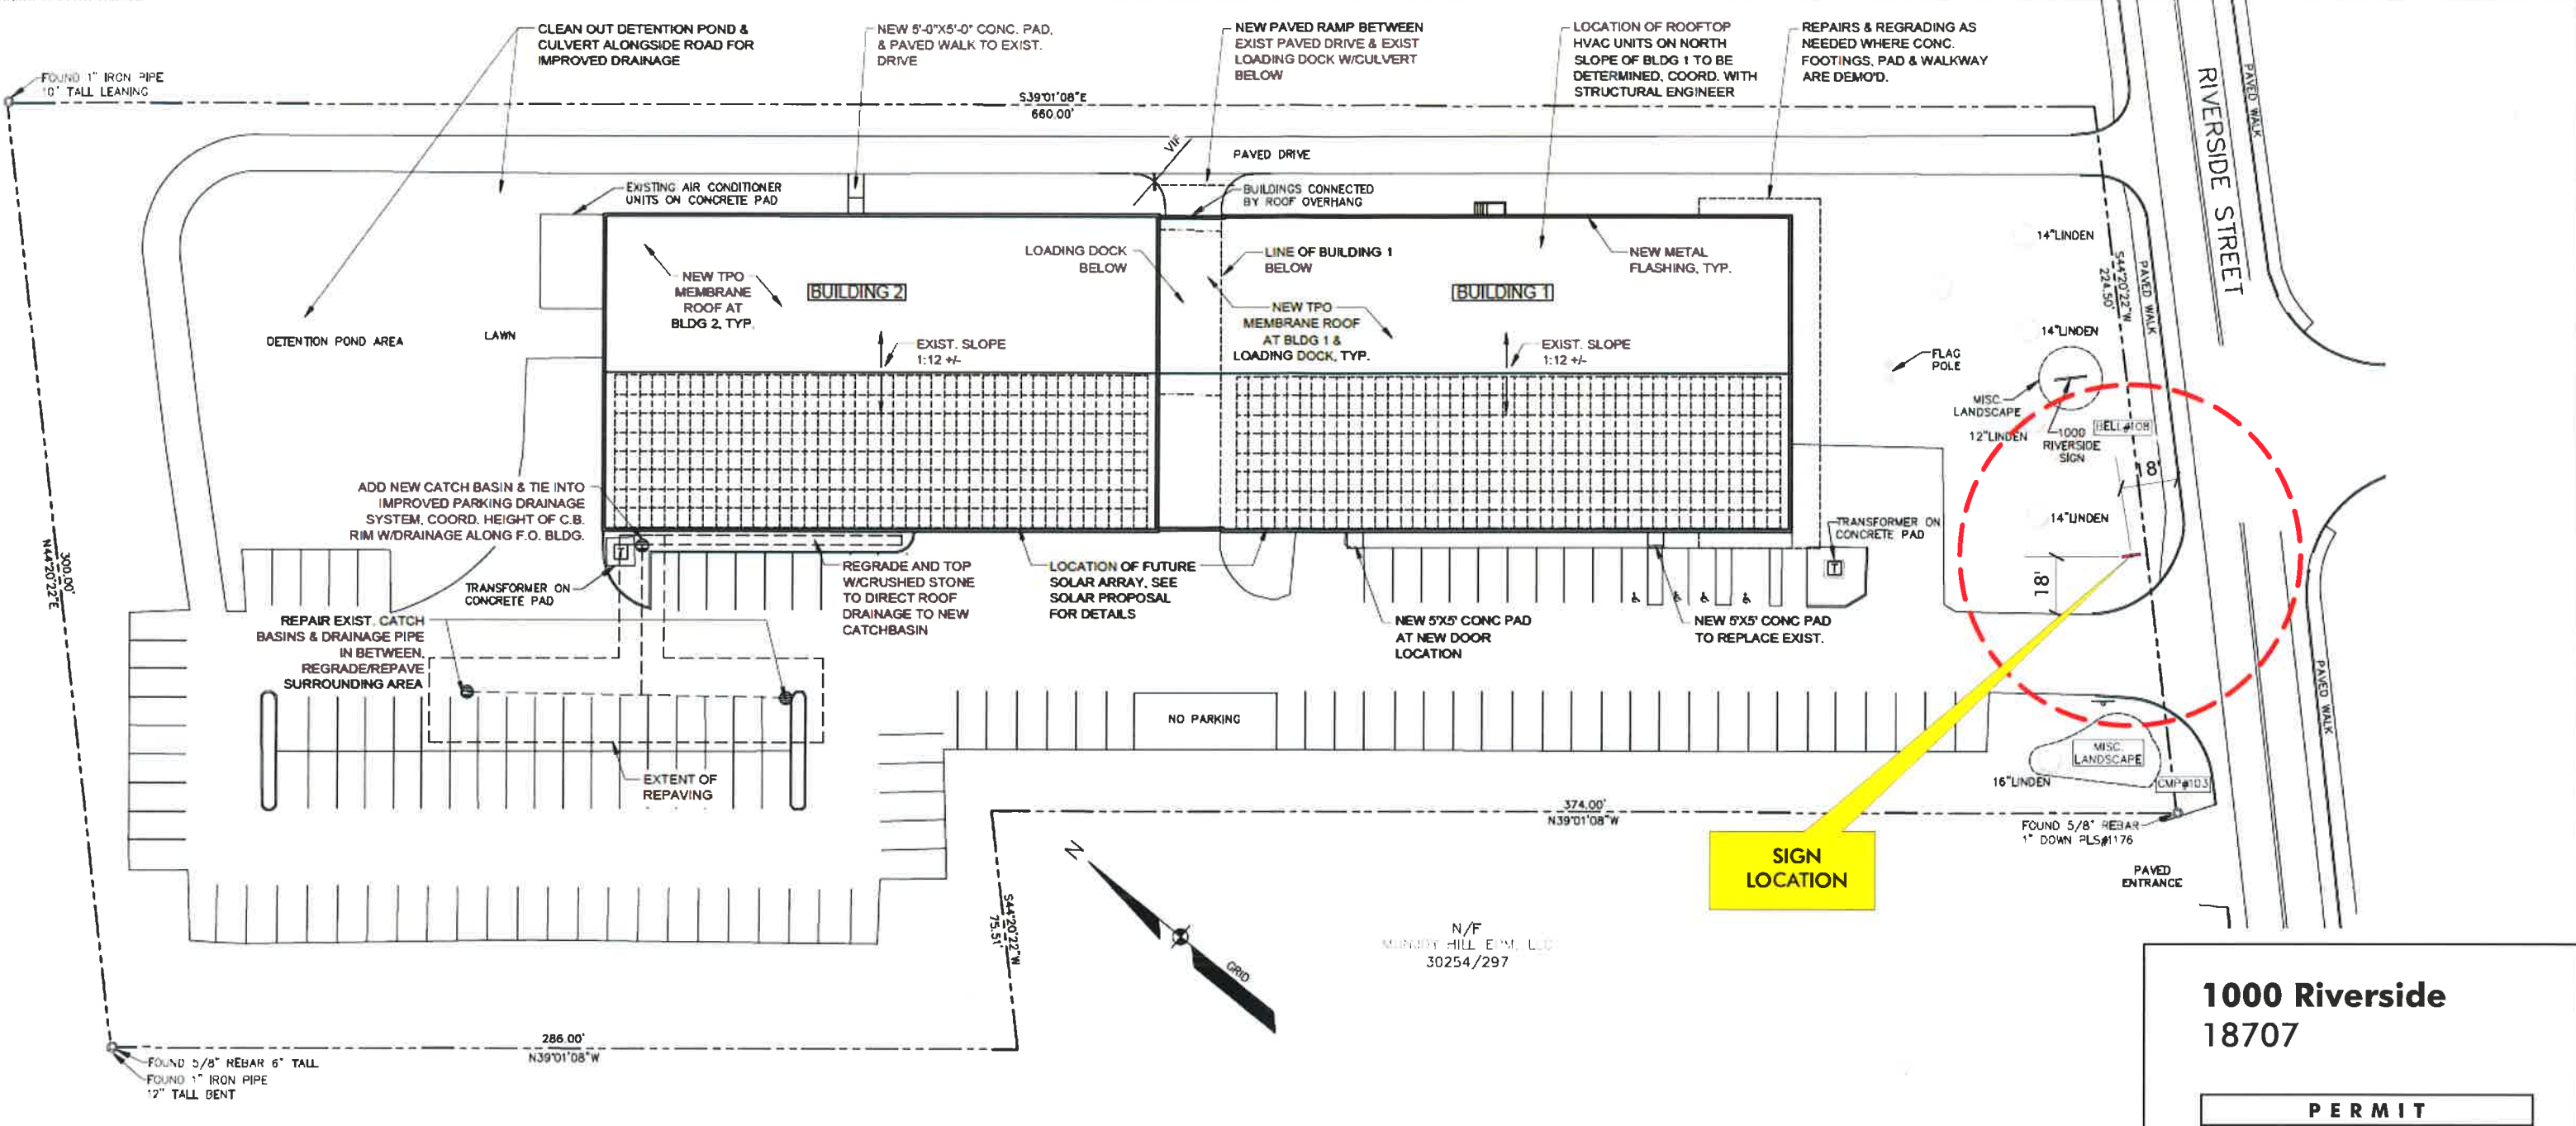 CLEAN OUT DETENTION POND &
CULVERT ALONGSIDE ROAD FOR
IMPROVED DRAINAGE
NEW 5'-0"X5'-0" CONC. PAD,
& PAVED WALK TO EXIST.
DRIVE
NEW PAVED RAMP BETWEEN
EXIST PAVED DRIVE & EXIST
LOADING DOCK W/CULVERT
BELOW
LOCATION OF ROOFTOP
HVAC UNITS ON NORTH
SLOPE OF BLDG 1 TO BE
DETERMINED, COORD. WITH
STRUCTURAL ENGINEER
REPAIRS & REGRADING AS
NEEDED WHERE CONC.
FOOTINGS, PAD & WALKWAY
ARE DEMO'D.
FOUND 1" IRON PIPE
10" TALL LEANING
S39°01'08"E
660.00'
RIVERSIDE STREET
PAVED WALK
VIF
PAVED DRIVE
EXISTING AIR CONDITIONER
UNITS ON CONCRETE PAD
BUILDINGS CONNECTED
BY ROOF OVERHANG
NEW TPO
MEMBRANE
ROOF AT
BLDG 2, TYP.
BUILDING 2
LOADING DOCK
BELOW
LINE OF BUILDING 1
BELOW
NEW TPO
MEMBRANE ROOF
AT BLDG 1 &
LOADING DOCK, TYP.
BUILDING 1
NEW METAL
FLASHING, TYP.
14"LINDEN
S44°20'22"W
224.50'
PAVED WALK
DETENTION POND AREA
LAWN
EXIST. SLOPE
1:12 +/-
EXIST. SLOPE
1:12 +/-
FLAG
POLE
14"LINDEN
MISC.
LANDSCAPE
12"LINDEN
1000
RIVERSIDE
SIGN
BELL#108
18'
14"LINDEN
18'
ADD NEW CATCH BASIN & TIE INTO
IMPROVED PARKING DRAINAGE
SYSTEM, COORD. HEIGHT OF C.B.
RIM W/DRAINAGE ALONG F.O. BLDG.
TRANSFORMER ON
CONCRETE PAD
T
TRANSFORMER ON
CONCRETE PAD
T
N44°20'22"E
300.00'
REPAIR EXIST. CATCH
BASINS & DRAINAGE PIPE
IN BETWEEN,
REGRADE/REPAVE
SURROUNDING AREA
REGRADE AND TOP
W/CRUSHED STONE
TO DIRECT ROOF
DRAINAGE TO NEW
CATCHBASIN
LOCATION OF FUTURE
SOLAR ARRAY, SEE
SOLAR PROPOSAL
FOR DETAILS
NEW 5'X5' CONC PAD
AT NEW DOOR
LOCATION
NEW 5'X5' CONC PAD
TO REPLACE EXIST.
PAVED WALK
NO PARKING
EXTENT OF
REPAVING
MISC.
LANDSCAPE
16"LINDEN
CMP#103
374.00'
N39°01'08"W
FOUND 5/8" REBAR
1" DOWN PLS#1176
SIGN
LOCATION
PAVED
ENTRANCE
N
GRID
S44°20'22"W
75.51'
N/F
HILL
30254/297
286.00'
N39°01'08"W
FOUND 5/8" REBAR 6" TALL
FOUND 1" IRON PIPE
12" TALL BENT
1000 Riverside
18707
PERMIT